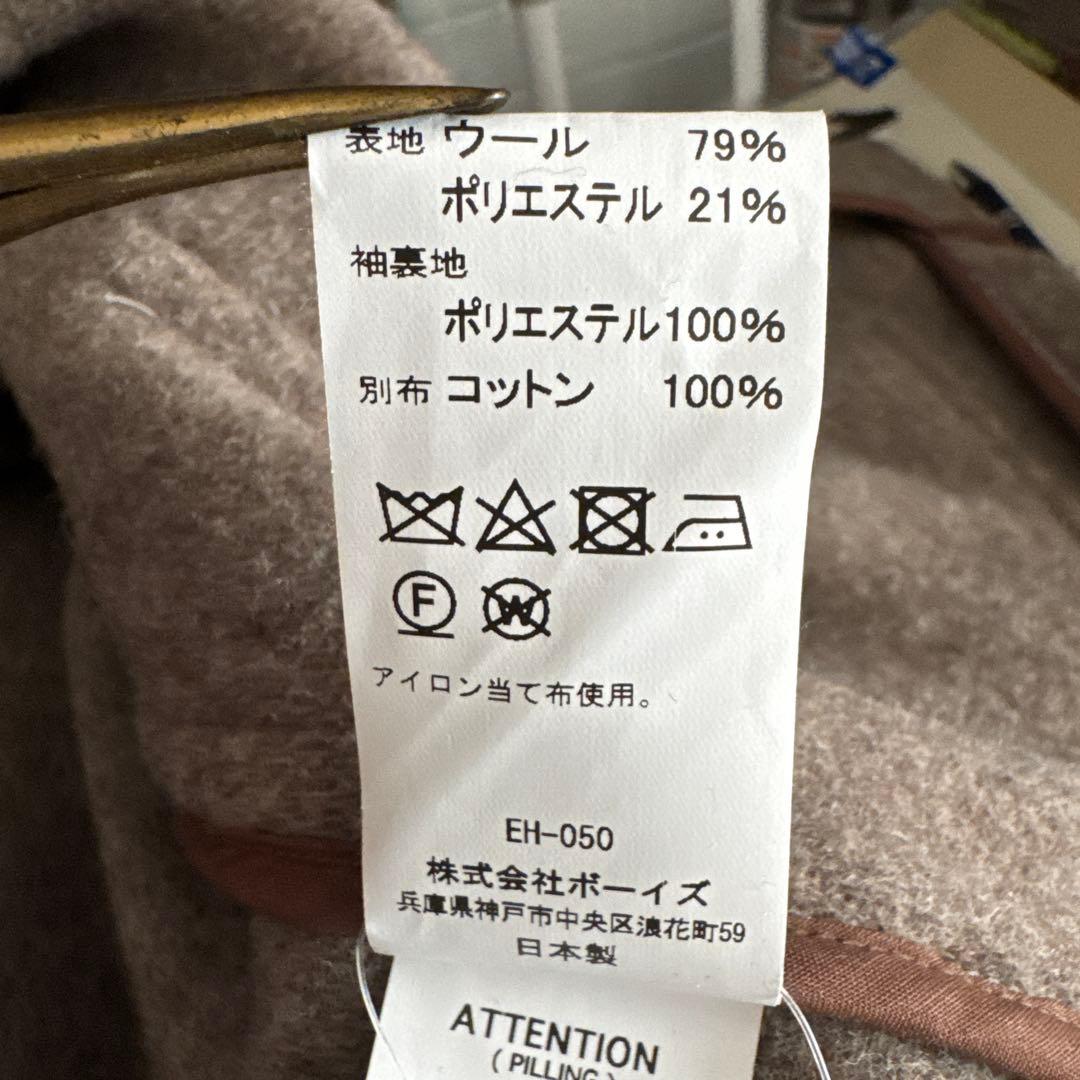 表地 ウール 79%
ポリエステル 21%
袖裏地
ポリエステル100%
別布 コットン 100%
F
W
アイロン当て布使用。
EH-050
株式会社ボーイズ
兵庫県神戸市中央区浪花町59
日本製
ATTENTION
(PILLING)